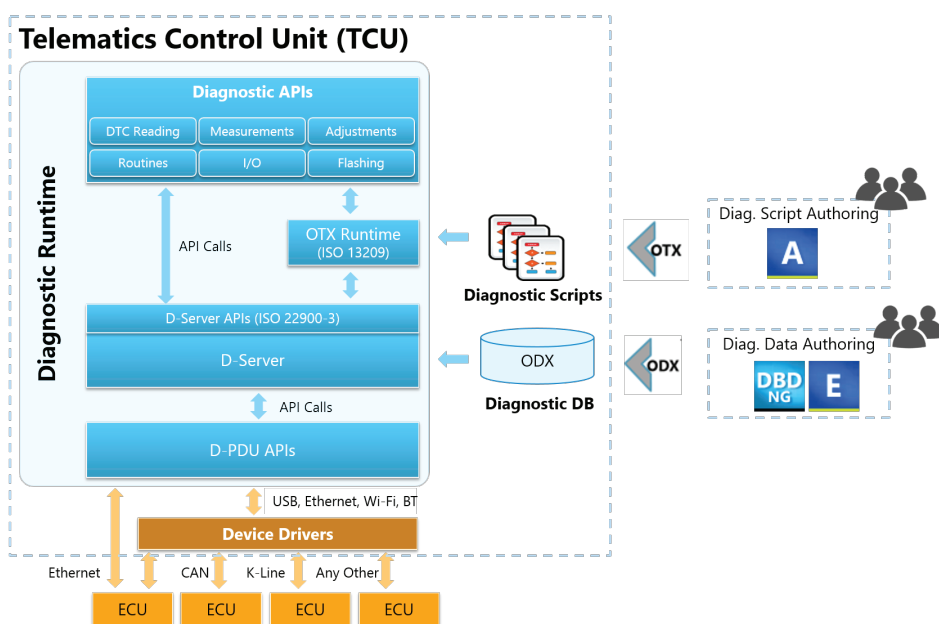 Telematics Control Unit (TCU)
Diagnostic Runtime
Diagnostic APIs
DTC Reading
Measurements
Adjustments
Routines
I/O
Flashing
API Calls
OTX Runtime
(ISO 13209)
D-Server APIs (ISO 22900-3)
D-Server
API Calls
D-PDU APIs
USB, Ethernet, Wi-Fi, BT
Device Drivers
Ethernet
CAN
K-Line
Any Other
ECU
ECU
ECU
ECU
Diagnostic Scripts
ODX
Diagnostic DB
OTX
ODX
Diag. Script Authoring
A
Diag. Data Authoring
DBD
NG
E